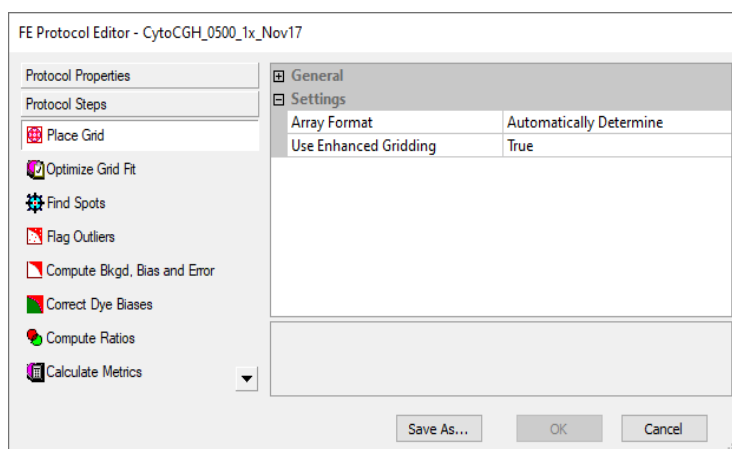 FE Protocol Editor - CytoCGH_0500_1x_Nov17
Protocol Properties
Protocol Steps
Place Grid
Optimize Grid Fit
Find Spots
Flag Outliers
Compute Bkgd, Bias and Error
Correct Dye Biases
Compute Ratios
Calculate Metrics
General
Settings
Array Format Automatically Determine
Use Enhanced Gridding True
Save As... OK Cancel